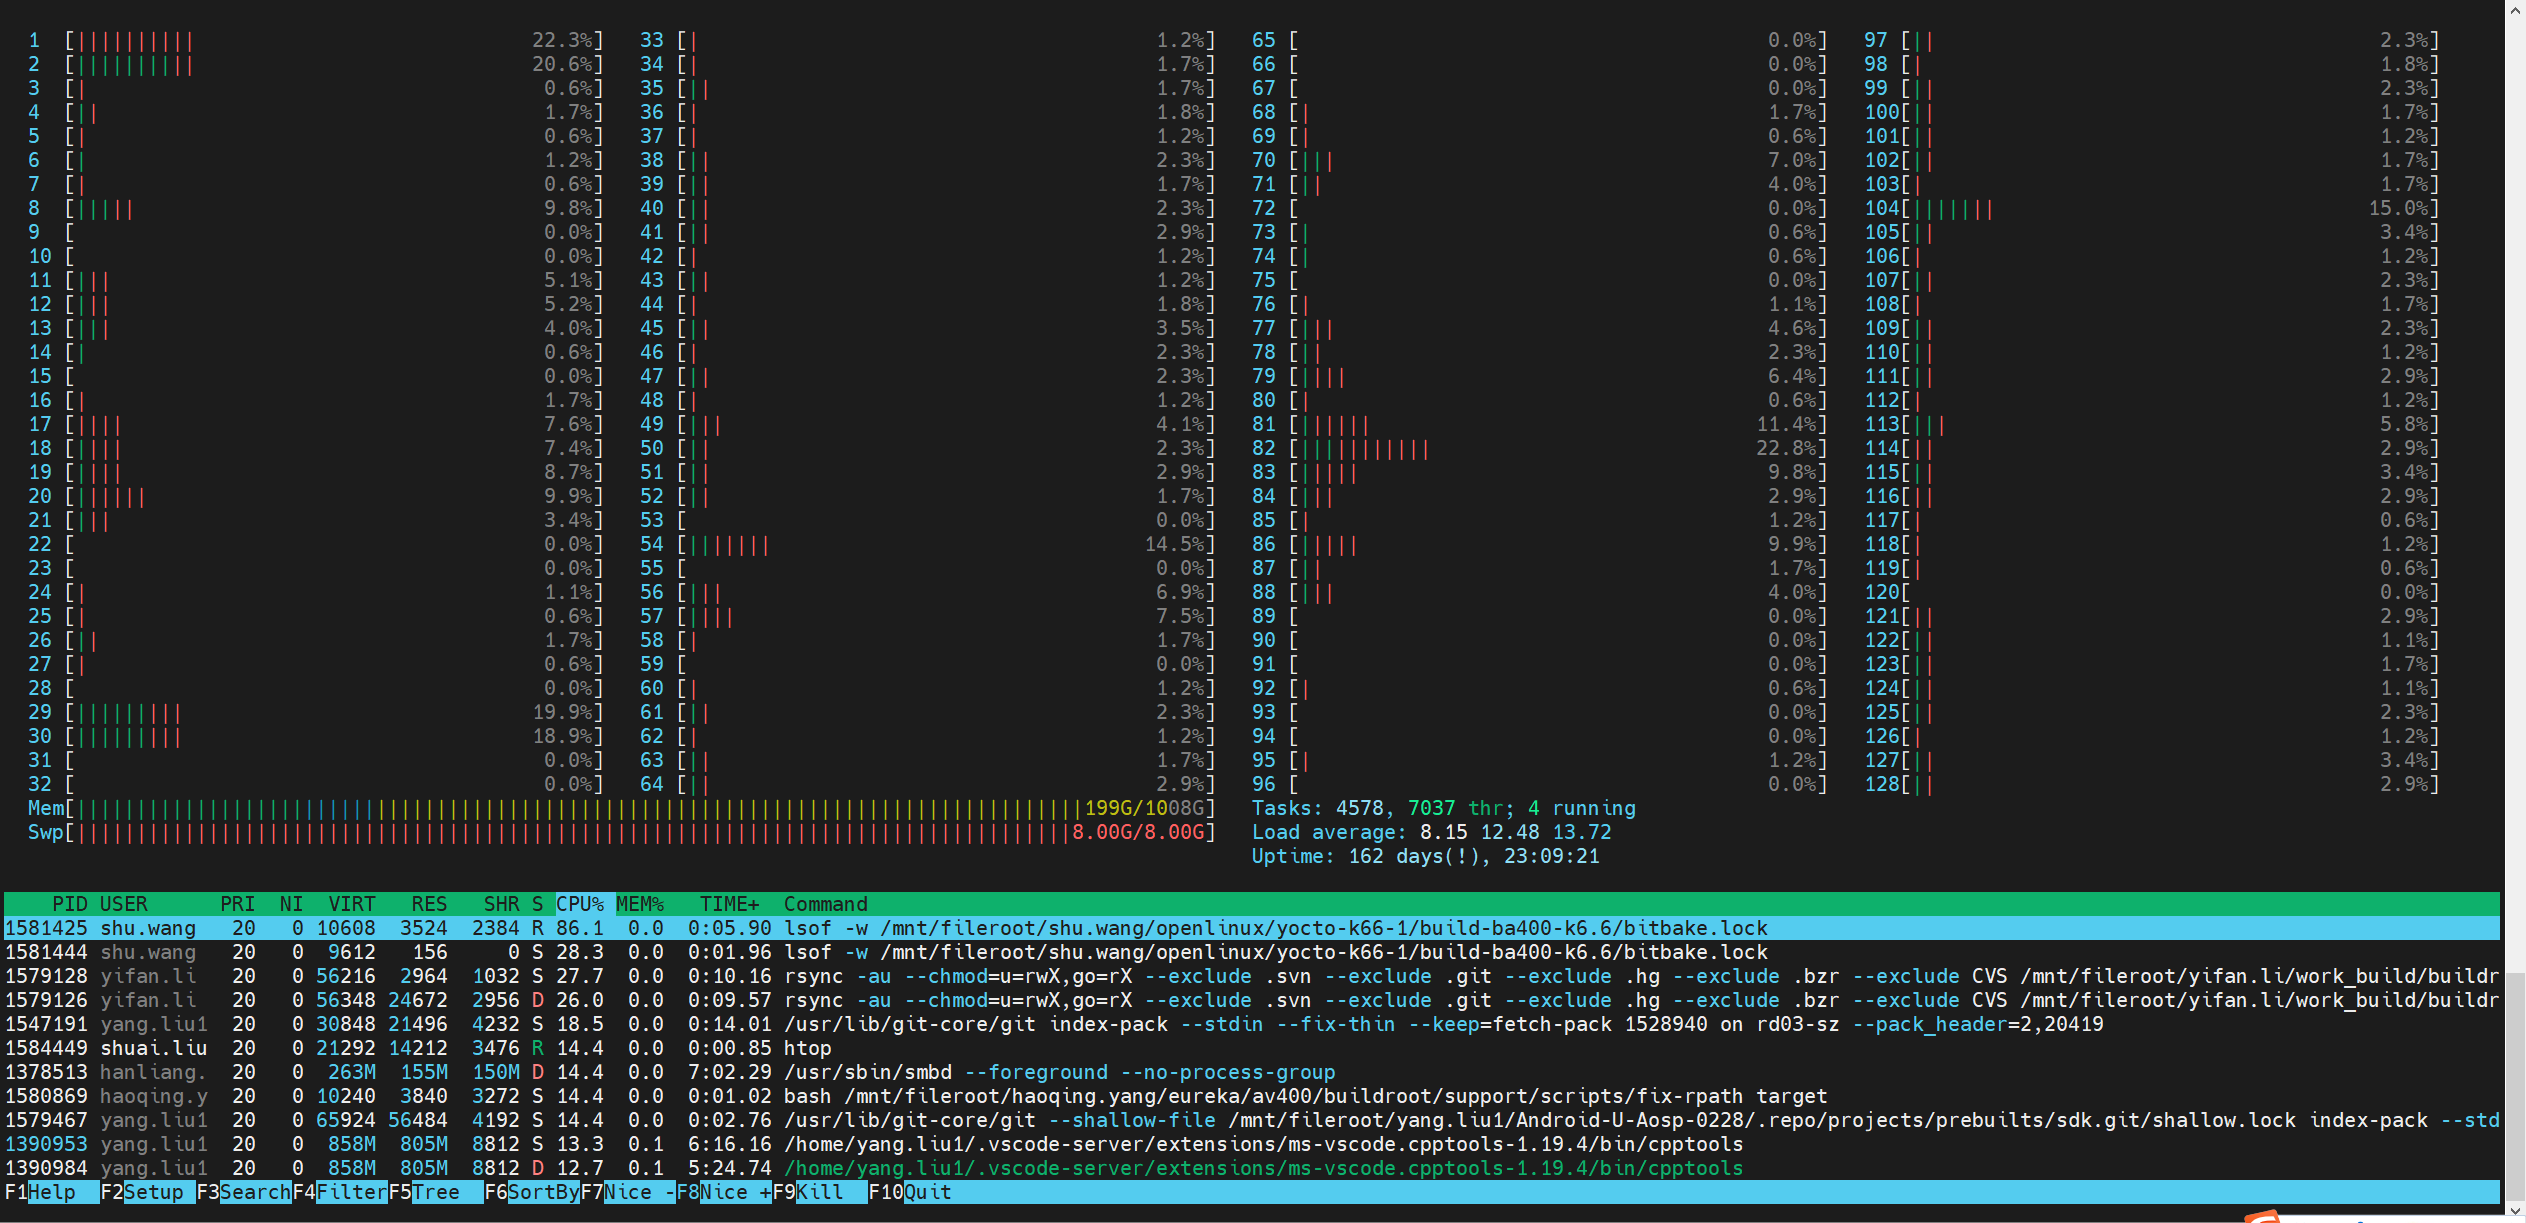 1 [|||||||||| 22.3%] 33 [| 1.2%] 65 [ 0.0%] 97 [|| 2.3%]
2 [|||||||||| 20.6%] 34 [| 1.7%] 66 [ 0.0%] 98 [| 1.8%]
3 [| 0.6%] 35 [|| 1.7%] 67 [ 0.0%] 99 [|| 2.3%]
4 [|| 1.7%] 36 [| 1.8%] 68 [| 1.7%] 100[|| 1.7%]
5 [| 0.6%] 37 [| 1.2%] 69 [| 0.6%] 101[|| 1.2%]
6 [| 1.2%] 38 [|| 2.3%] 70 [||| 7.0%] 102[|| 1.7%]
7 [| 0.6%] 39 [|| 1.7%] 71 [|| 4.0%] 103[| 1.7%]
8 [||||| 9.8%] 40 [|| 2.3%] 72 [ 0.0%] 104[||||||| 15.0%]
9 [ 0.0%] 41 [|| 2.9%] 73 [| 0.6%] 105[|| 3.4%]
10 [ 0.0%] 42 [| 1.2%] 74 [| 0.6%] 106[| 1.2%]
11 [||| 5.1%] 43 [|| 1.2%] 75 [ 0.0%] 107[|| 2.3%]
12 [||| 5.2%] 44 [| 1.8%] 76 [| 1.1%] 108[| 1.7%]
13 [||| 4.0%] 45 [|| 3.5%] 77 [||| 4.6%] 109[|| 2.3%]
14 [| 0.6%] 46 [| 2.3%] 78 [|| 2.3%] 110[|| 1.2%]
15 [ 0.0%] 47 [|| 2.3%] 79 [|||| 6.4%] 111[|| 2.9%]
16 [| 1.7%] 48 [| 1.2%] 80 [| 0.6%] 112[| 1.2%]
17 [|||| 7.6%] 49 [||| 4.1%] 81 [|||||| 11.4%] 113[||| 5.8%]
18 [|||| 7.4%] 50 [|| 2.3%] 82 [||||||||||| 22.8%] 114[|| 2.9%]
19 [|||| 8.7%] 51 [|| 2.9%] 83 [||||| 9.8%] 115[|| 3.4%]
20 [|||||| 9.9%] 52 [|| 1.7%] 84 [||| 2.9%] 116[|| 2.9%]
21 [||| 3.4%] 53 [ 0.0%] 85 [| 1.2%] 117[| 0.6%]
22 [ 0.0%] 54 [||||||| 14.5%] 86 [||||| 9.9%] 118[| 1.2%]
23 [ 0.0%] 55 [ 0.0%] 87 [|| 1.7%] 119[| 0.6%]
24 [| 1.1%] 56 [||| 6.9%] 88 [||| 4.0%] 120[ 0.0%]
25 [| 0.6%] 57 [|||| 7.5%] 89 [ 0.0%] 121[|| 2.9%]
26 [|| 1.7%] 58 [| 1.7%] 90 [ 0.0%] 122[|| 1.1%]
27 [| 0.6%] 59 [ 0.0%] 91 [ 0.0%] 123[|| 1.7%]
28 [ 0.0%] 60 [| 1.2%] 92 [| 0.6%] 124[|| 1.1%]
29 [||||||||| 19.9%] 61 [|| 2.3%] 93 [ 0.0%] 125[|| 2.3%]
30 [||||||||| 18.9%] 62 [| 1.2%] 94 [ 0.0%] 126[| 1.2%]
31 [ 0.0%] 63 [|| 1.7%] 95 [| 1.2%] 127[|| 3.4%]
32 [ 0.0%] 64 [|| 2.9%] 96 [ 0.0%] 128[|| 2.9%]
Mem[||||||||||||||||||||||||||||||||||||||||||||||||||||||||||||||||||||||||||||||||||||199G/1008G] Tasks: 4578, 7037 thr; 4 running
Swp[|||||||||||||||||||||||||||||||||||||||||||||||||||||||||||||||||||||||||||||||||||8.00G/8.00G] Load average: 8.15 12.48 13.72
Uptime: 162 days(!), 23:09:21
PID USER PRI NI VIRT RES SHR S CPU% MEM% TIME+ Command
1581425 shu.wang 20 0 10608 3524 2384 R 86.1 0.0 0:05.90 lsof -w /mnt/fileroot/shu.wang/openlinux/yocto-k66-1/build-ba400-k6.6/bitbake.lock
1581444 shu.wang 20 0 9612 156 0 S 28.3 0.0 0:01.96 lsof -w /mnt/fileroot/shu.wang/openlinux/yocto-k66-1/build-ba400-k6.6/bitbake.lock
1579128 yifan.li 20 0 56216 2964 1032 S 27.7 0.0 0:10.16 rsync -au --chmod=u=rwX,go=rX --exclude .svn --exclude .git --exclude .hg --exclude .bzr --exclude CVS /mnt/fileroot/yifan.li/work_build/buildr
1579126 yifan.li 20 0 56348 24672 2956 D 26.0 0.0 0:09.57 rsync -au --chmod=u=rwX,go=rX --exclude .svn --exclude .git --exclude .hg --exclude .bzr --exclude CVS /mnt/fileroot/yifan.li/work_build/buildr
1547191 yang.liu1 20 0 30848 21496 4232 S 18.5 0.0 0:14.01 /usr/lib/git-core/git index-pack --stdin --fix-thin --keep=fetch-pack 1528940 on rd03-sz --pack_header=2,20419
1584449 shuai.liu 20 0 21292 14212 3476 R 14.4 0.0 0:00.85 htop
1378513 hanliang. 20 0 263M 155M 150M D 14.4 0.0 7:02.29 /usr/sbin/smbd --foreground --no-process-group
1580869 haoqing.y 20 0 10240 3840 3272 S 14.4 0.0 0:01.02 bash /mnt/fileroot/haoqing.yang/eureka/av400/buildroot/support/scripts/fix-rpath target
1579467 yang.liu1 20 0 65924 56484 4192 S 14.4 0.0 0:02.76 /usr/lib/git-core/git --shallow-file /mnt/fileroot/yang.liu1/Android-U-Aosp-0228/.repo/projects/prebuilts/sdk.git/shallow.lock index-pack --std
1390953 yang.liu1 20 0 858M 805M 8812 S 13.3 0.1 6:16.16 /home/yang.liu1/.vscode-server/extensions/ms-vscode.cpptools-1.19.4/bin/cpptools
1390984 yang.liu1 20 0 858M 805M 8812 D 12.7 0.1 5:24.74 /home/yang.liu1/.vscode-server/extensions/ms-vscode.cpptools-1.19.4/bin/cpptools
F1Help F2Setup F3SearchF4FilterF5Tree F6SortByF7Nice -F8Nice +F9Kill F10Quit